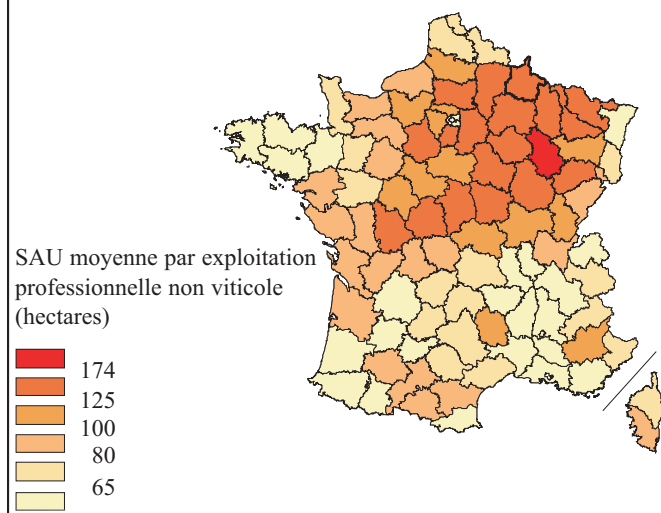 SAU moyenne par exploitation
professionnelle non viticole
(hectares)
174
125
100
80
65